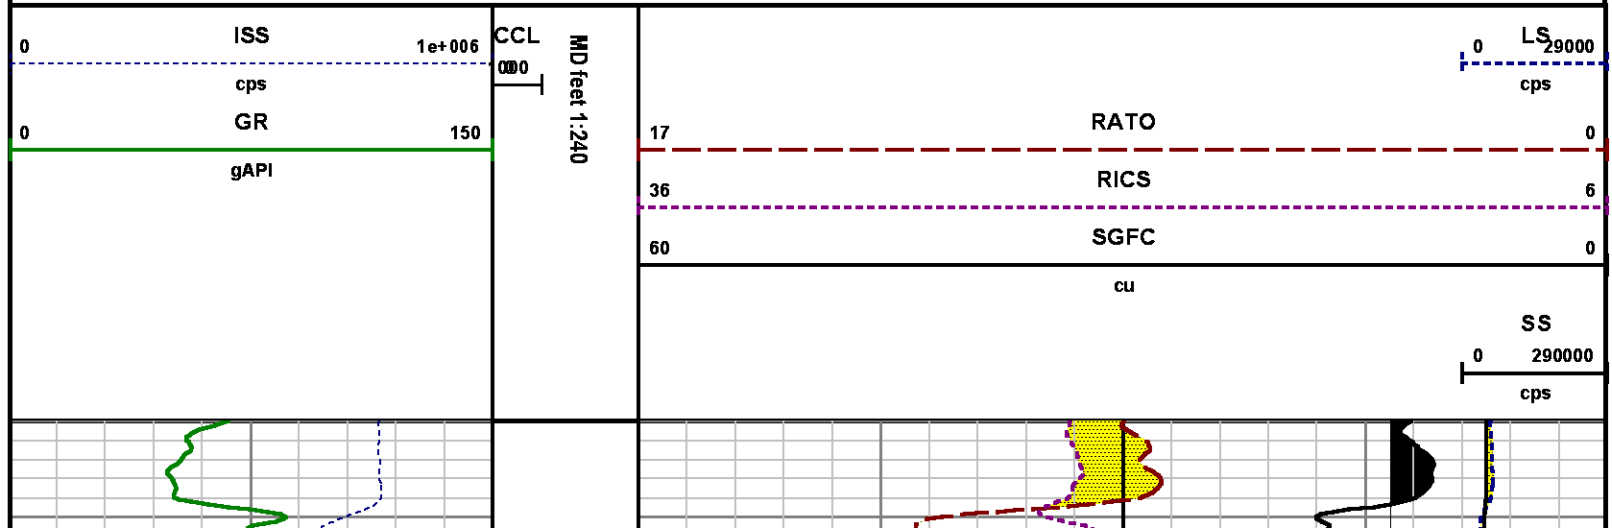 ISS
0 1e+006
cps
GR
0 150
gAPI
CCL
MD feet 1:240
LS
0 29000
cps
RATO
17 0
RICS
36 6
SGFC
60 0
cu
SS
0 290000
cps